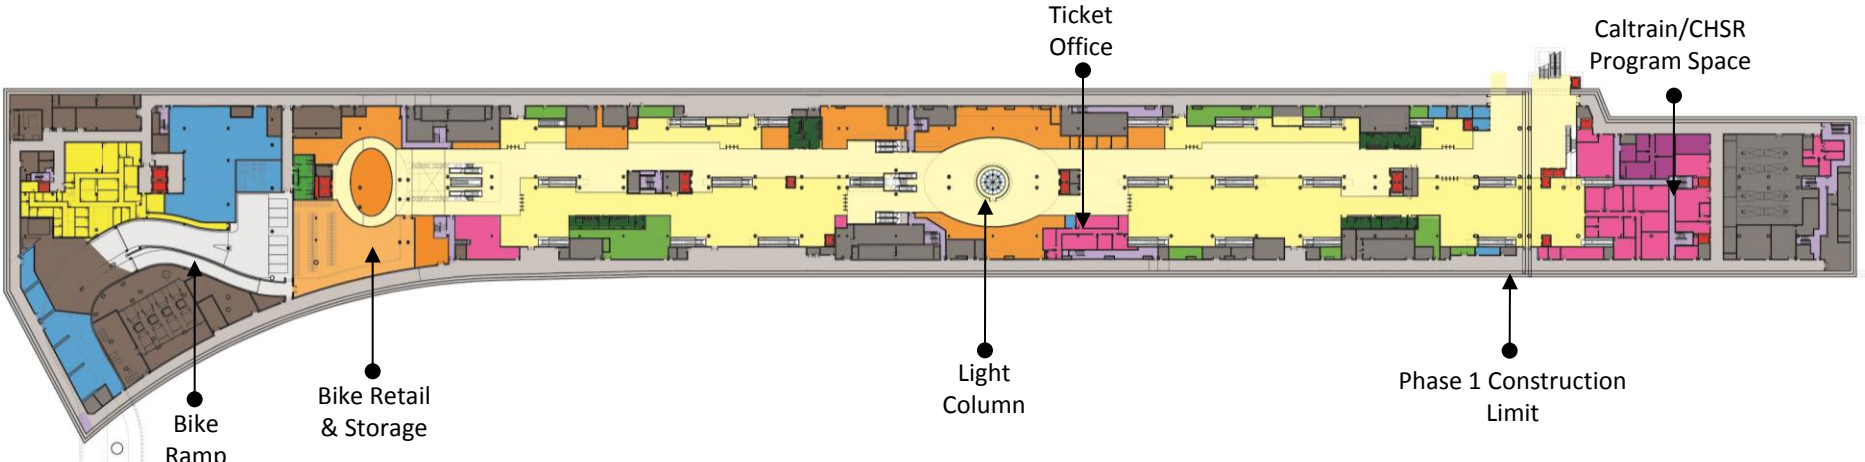 Ticket
Office
Caltrain/CHSR
Program Space
Bike
Ramp
Bike Retail
& Storage
Light
Column
Phase 1 Construction
Limit